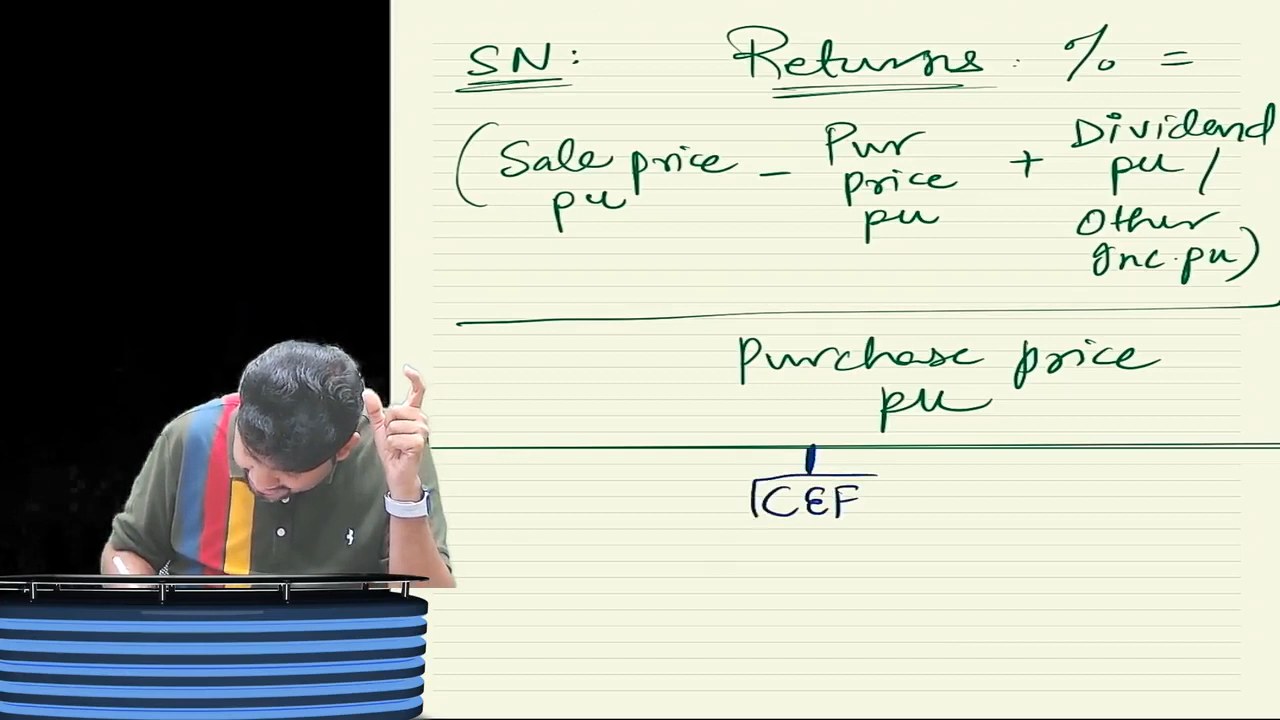 SN: Returns % =
(Sale price pu - Pur price pu + Dividend pu / Other Inc. pu)
Purchase price pu
CEF